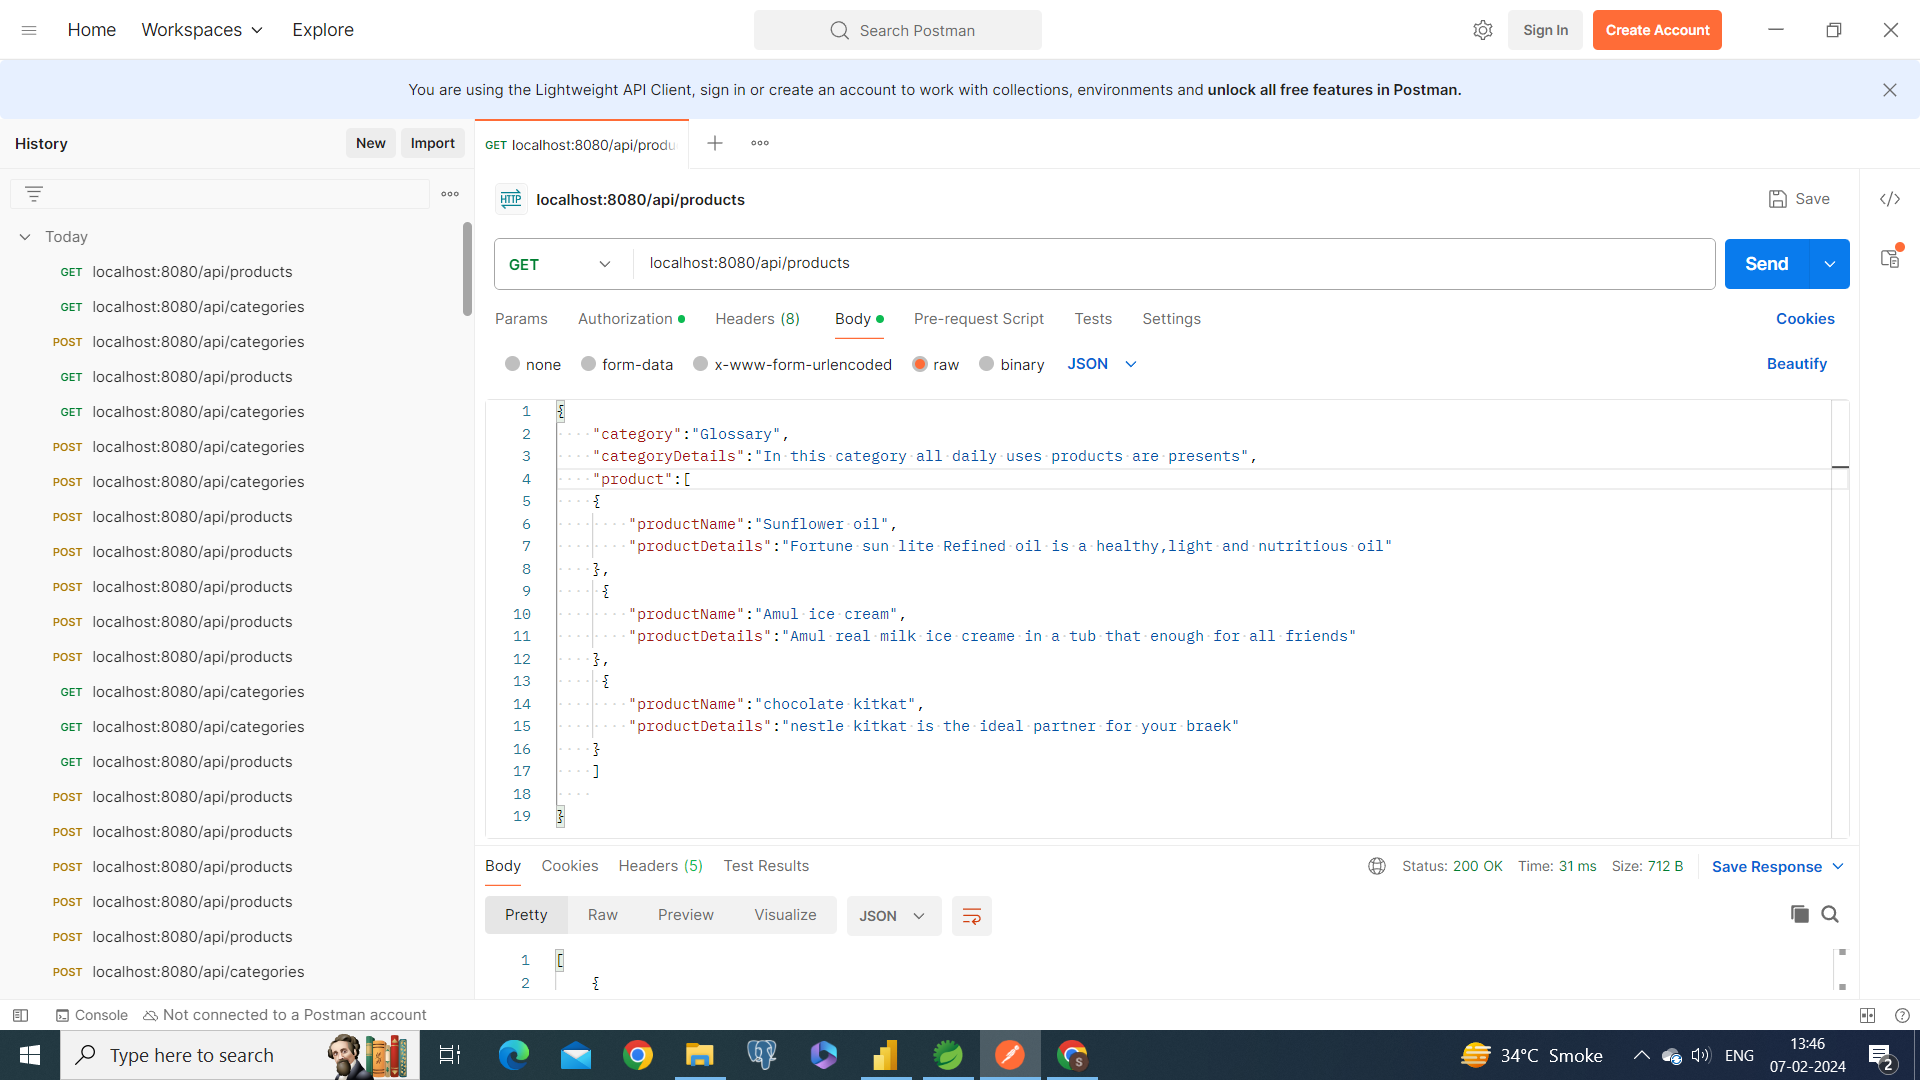 Home Workspaces Explore Search Postman Sign In Create Account
You are using the Lightweight API Client, sign in or create an account to work with collections, environments and unlock all free features in Postman.
History New Import
GET localhost:8080/api/produ
HTTP localhost:8080/api/products Save
Today
GET localhost:8080/api/products
GET localhost:8080/api/categories
POST localhost:8080/api/categories
GET localhost:8080/api/products
GET localhost:8080/api/categories
POST localhost:8080/api/categories
POST localhost:8080/api/categories
POST localhost:8080/api/products
POST localhost:8080/api/products
POST localhost:8080/api/products
POST localhost:8080/api/products
POST localhost:8080/api/products
GET localhost:8080/api/categories
GET localhost:8080/api/categories
GET localhost:8080/api/products
POST localhost:8080/api/products
POST localhost:8080/api/products
POST localhost:8080/api/products
POST localhost:8080/api/products
POST localhost:8080/api/products
POST localhost:8080/api/categories
GET localhost:8080/api/products Send
Params Authorization Headers (8) Body Pre-request Script Tests Settings Cookies
none form-data x-www-form-urlencoded raw binary JSON Beautify
1 {
2 "category":"Glossary",
3 "categoryDetails":"In this category all daily uses products are presents",
4 "product":[
5 {
6 "productName":"Sunflower oil",
7 "productDetails":"Fortune sun lite Refined oil is a healthy,light and nutritious oil"
8 },
9 {
10 "productName":"Amul ice cream",
11 "productDetails":"Amul real milk ice creame in a tub that enough for all friends"
12 },
13 {
14 "productName":"chocolate kitkat",
15 "productDetails":"nestle kitkat is the ideal partner for your braek"
16 }
17 ]
18
19 }
Body Cookies Headers (5) Test Results Status: 200 OK Time: 31 ms Size: 712 B Save Response
Pretty Raw Preview Visualize JSON
1 [
2 {
Console Not connected to a Postman account
Type here to search 34°C Smoke ENG 13:46
07-02-2024 2